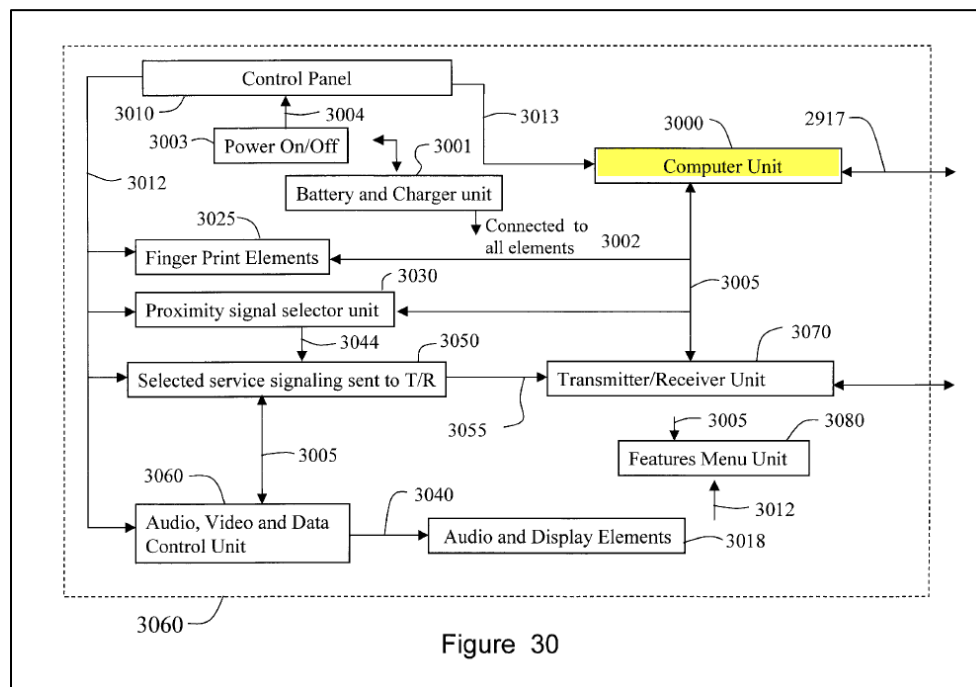 Control Panel
3010
3004
3013
3003
Power On/Off
3001
3000
2917
3012
Battery and Charger unit
Computer Unit
3025
Connected to
all elements
3002
Finger Print Elements
3030
3005
Proximity signal selector unit
3044
3050
3070
Selected service signaling sent to T/R
Transmitter/Receiver Unit
3055
3005
3080
3005
Features Menu Unit
3060
3040
3012
Audio, Video and Data
Control Unit
Audio and Display Elements
3018
3060
Figure 30